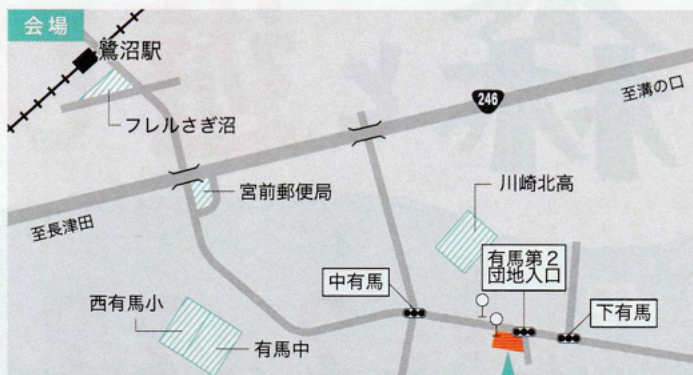 会場
鷺沼駅
フレルさぎ沼
246
至溝の口
宮前郵便局
至長津田
川崎北高
有馬第2
団地入口
中有馬
下有馬
西有馬小
有馬中